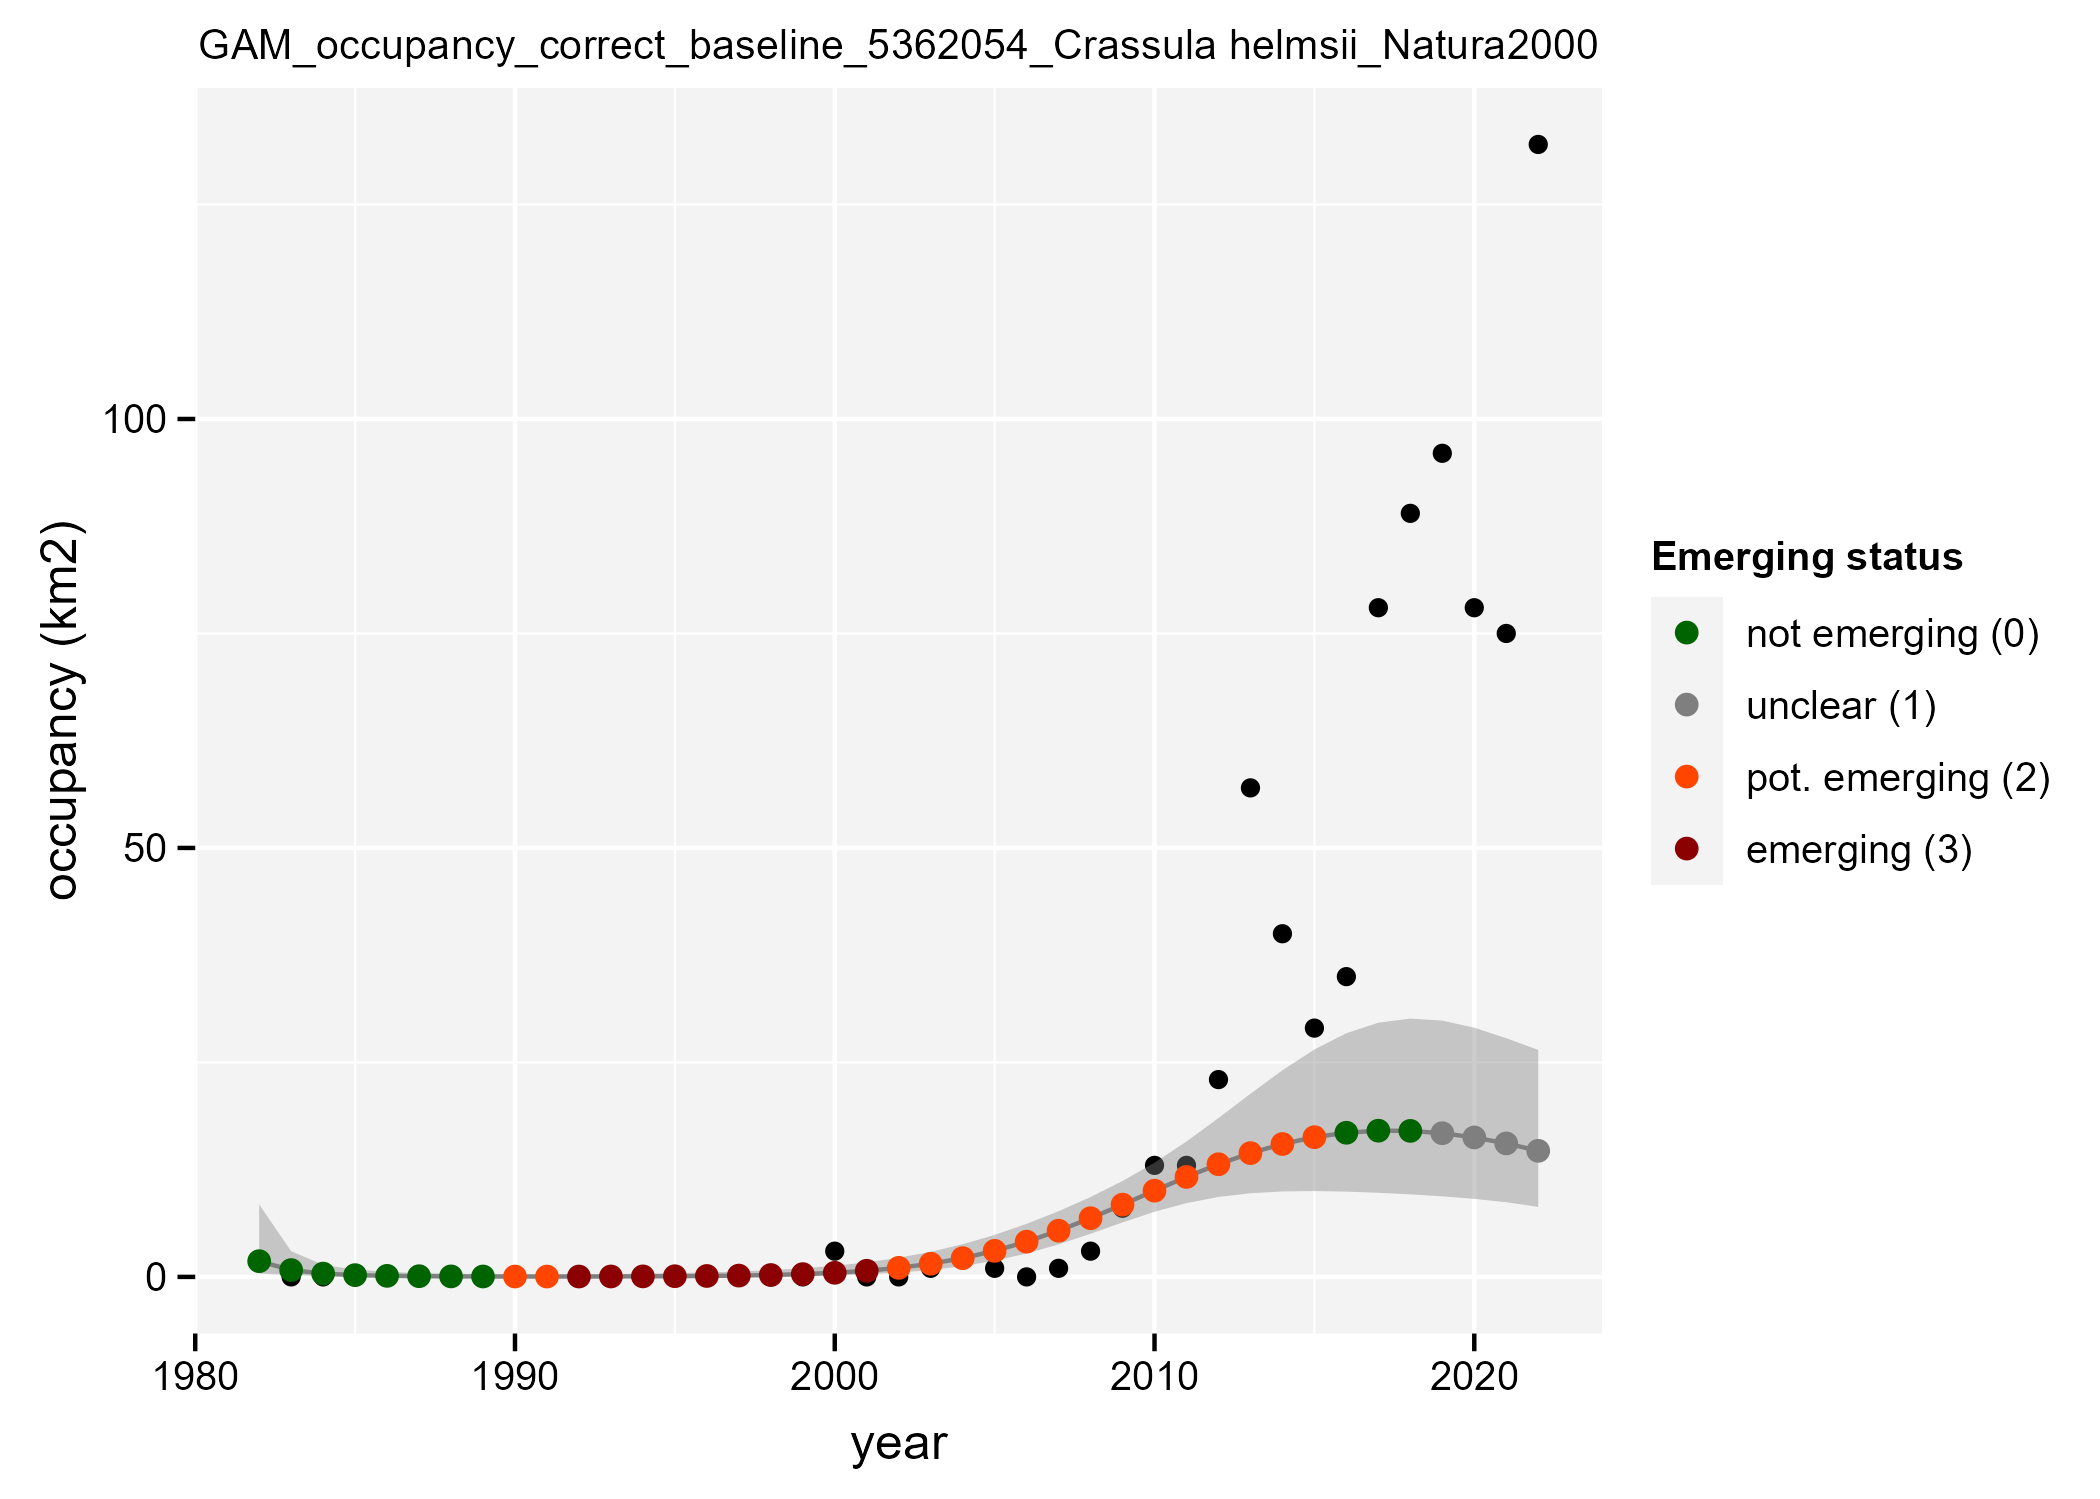 GAM_occupancy_correct_baseline_5362054_Crassula helmsii_Natura2000
occupancy (km2)
100
50
0
1980
1990
2000
2010
2020
year
Emerging status
not emerging (0)
unclear (1)
pot. emerging (2)
emerging (3)